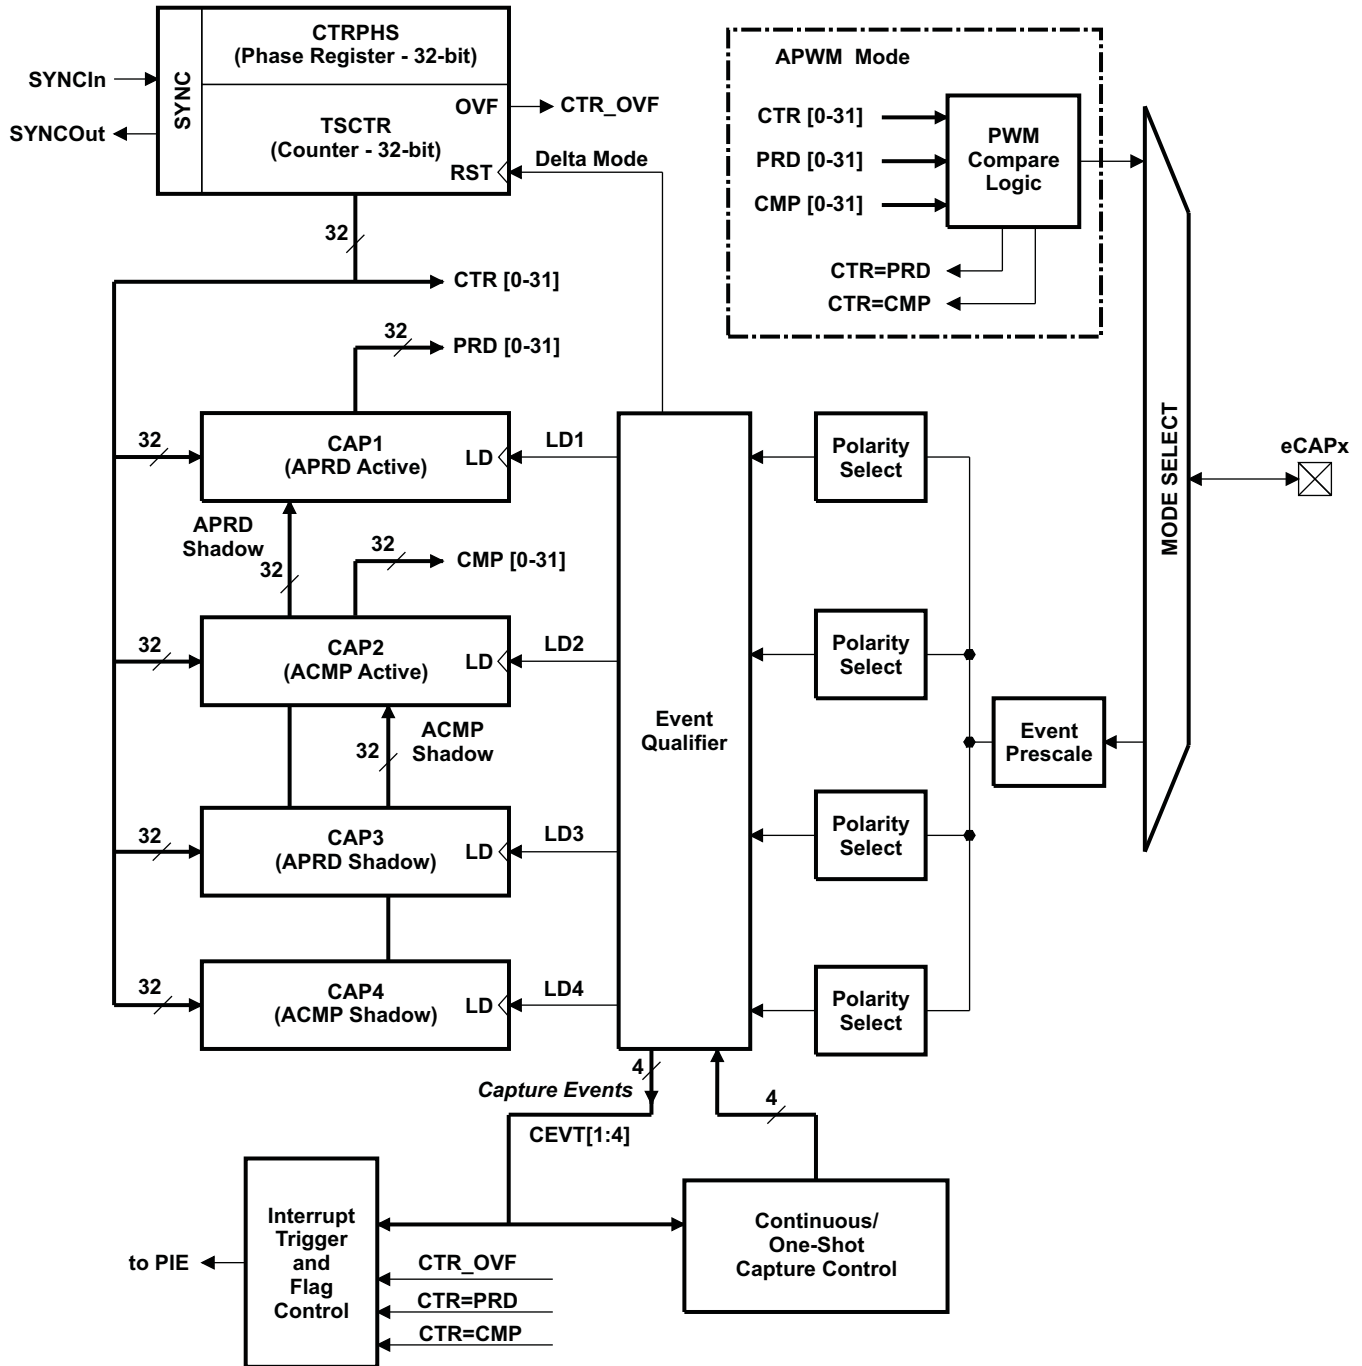 CTRPHS
(Phase Register - 32-bit)
APWM Mode
SYNCIn
SYNC
OVF
CTR_OVF
CTR [0-31]
SYNCOut
TSCTR
(Counter - 32-bit)
PWM
Compare
Logic
Delta Mode
PRD [0-31]
RST
CMP [0-31]
32
CTR=PRD
CTR [0-31]
CTR=CMP
32
PRD [0-31]
MODE SELECT
32
CAP1
(APRD Active)
LD
LD1
Polarity
Select
eCAPx
APRD
Shadow
32
32
CMP [0-31]
32
CAP2
(ACMP Active)
LD
LD2
Polarity
Select
ACMP
Shadow
32
Event
Qualifier
Event
Prescale
32
CAP3
(APRD Shadow)
LD
LD3
Polarity
Select
32
CAP4
(ACMP Shadow)
LD
LD4
Polarity
Select
4
Capture Events
4
CEVT[1:4]
Interrupt
Trigger
and
Flag
Control
Continuous/
One-Shot
Capture Control
to PIE
CTR_OVF
CTR=PRD
CTR=CMP